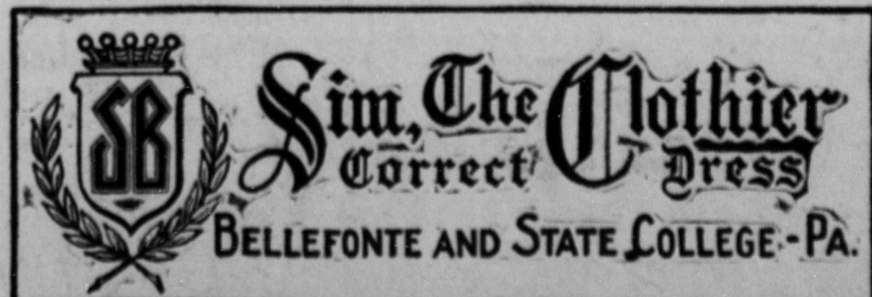 SB
Sim, The Clothier
Correct Dress
BELLEFONTE AND STATE COLLEGE - PA.